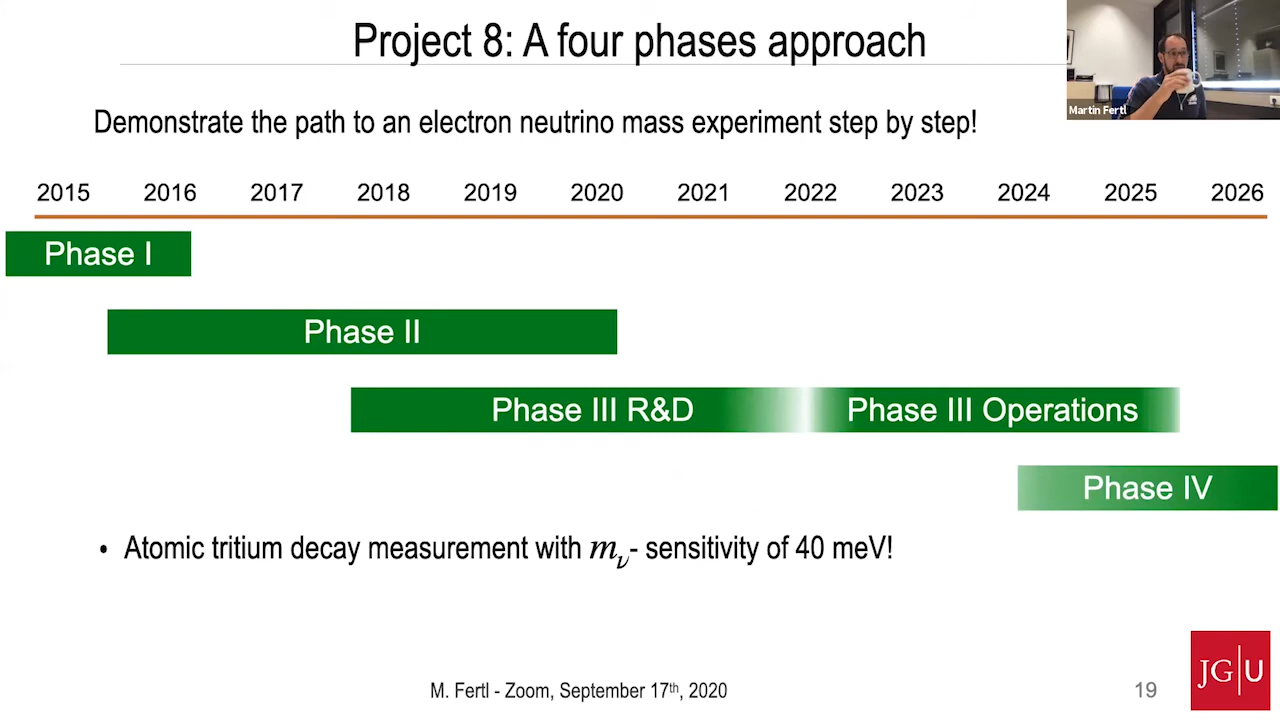 Project 8: A four phases approach
Martin Fertl
Demonstrate the path to an electron neutrino mass experiment step by step!
2015 2016 2017 2018 2019 2020 2021 2022 2023 2024 2025 2026
Phase I
Phase II
Phase III R&D Phase III Operations
Phase IV
• Atomic tritium decay measurement with mν- sensitivity of 40 meV!
M. Fertl - Zoom, September 17th, 2020
19
JG|U